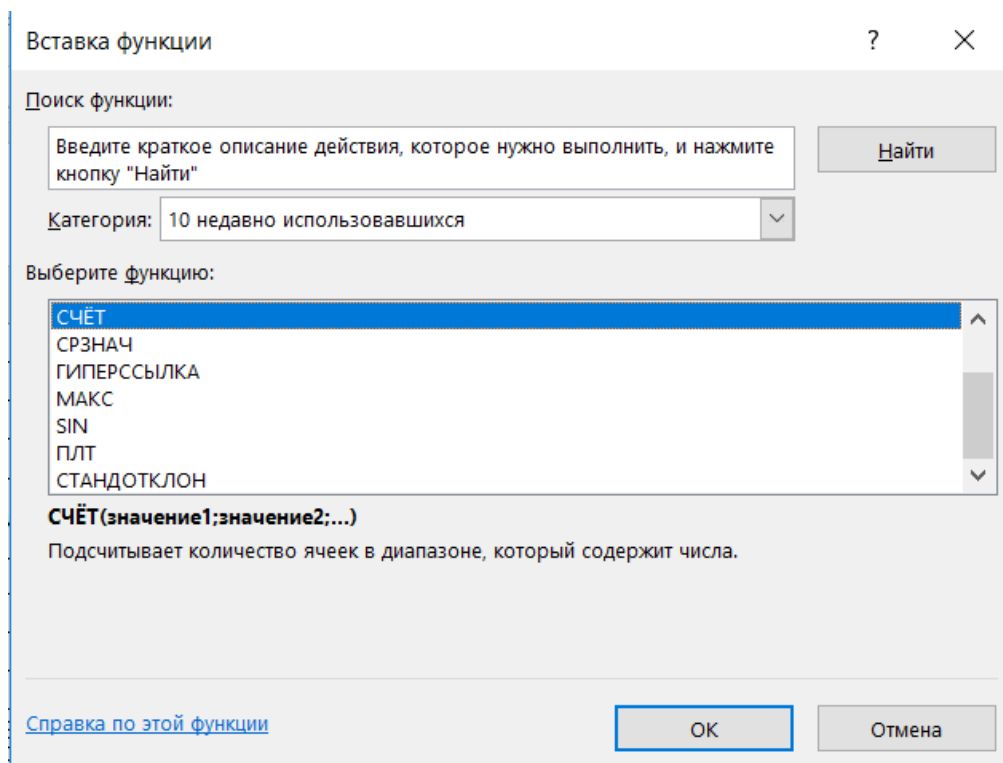 Вставка функции ?
Поиск функции:
Введите краткое описание действия, которое нужно выполнить, и нажмите
кнопку "Найти"
Найти
Категория: 10 недавно использовавшихся
Выберите функцию:
СЧЁТ
СРЗНАЧ
ГИПЕРССЫЛКА
МАКС
SIN
ПЛТ
СТАНДОТКЛОН
СЧЁТ(значение1;значение2;...)
Подсчитывает количество ячеек в диапазоне, который содержит числа.
Справка по этой функции
ОК
Отмена